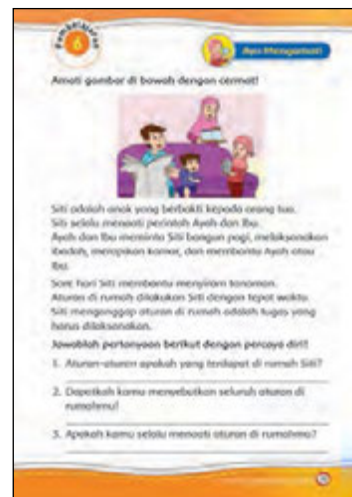 Pembelajaran
6
Ayo Mengamati
Amati gambar di bawah dengan cermat!
Siti adalah anak yang berbakti kepada orang tua.
Siti selalu menaati perintah Ayah dan Ibu.
Ayah dan Ibu meminta Siti bangun pagi, melaksanakan
ibadah, merapikan kamar, dan membantu Ayah atau
Ibu.
Sore hari Siti membantu menyiram tanaman.
Aturan di rumah dilakukan Siti dengan tepat waktu.
Siti menganggap aturan di rumah adalah tugas yang
harus dilaksanakan.
Jawablah pertanyaan berikut dengan percaya diri!
1. Aturan-aturan apakah yang terdapat di rumah Siti?
2. Dapatkah kamu menyebutkan seluruh aturan di
rumahmu!
3. Apakah kamu selalu menaati aturan di rumahmu?